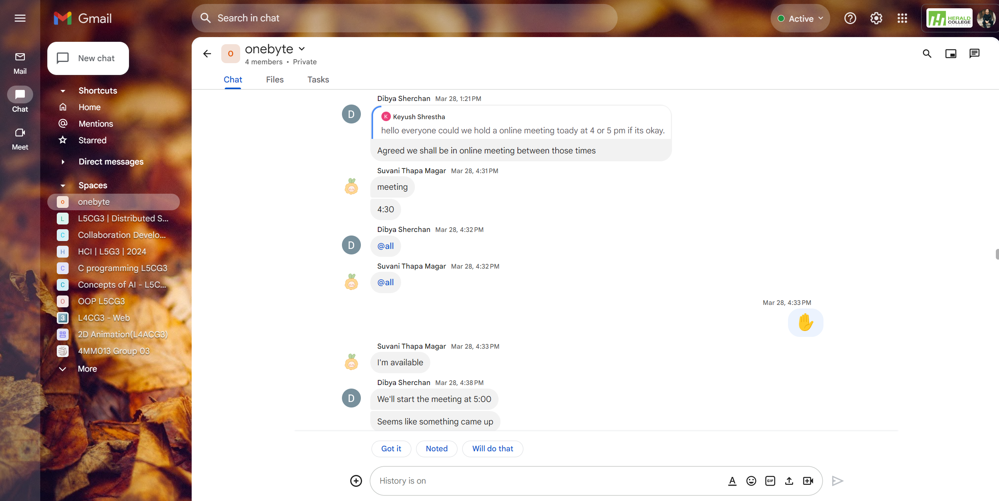 Gmail
Search in chat
Active
HERALD
COLLEGE
New chat
Mail
Chat
Meet
Shortcuts
Home
Mentions
Starred
Direct messages
Spaces
o onebyte
L L5CG3 | Distributed S...
C Collaboration Develo...
H HCI | L5G3 | 2024
C C programming L5CG3
C Concepts of AI - L5C...
O OOP L5CG3
3 L4CG3 - Web
2D Animation(L4ACG3)
4MM013 Group 03
More
o onebyte
4 members • Private
Chat Files Tasks
Dibya Sherchan Mar 28, 1:21 PM
D
K Keyush Shrestha
hello everyone could we hold a online meeting toady at 4 or 5 pm if its okay.
Agreed we shall be in online meeting between those times
Suvani Thapa Magar Mar 28, 4:31 PM
meeting
4:30
Dibya Sherchan Mar 28, 4:32 PM
D @all
Suvani Thapa Magar Mar 28, 4:32 PM
@all
Mar 28, 4:33 PM
Suvani Thapa Magar Mar 28, 4:33 PM
I'm available
Dibya Sherchan Mar 28, 4:38 PM
D We'll start the meeting at 5:00
Seems like something came up
Got it Noted Will do that
History is on
GIF